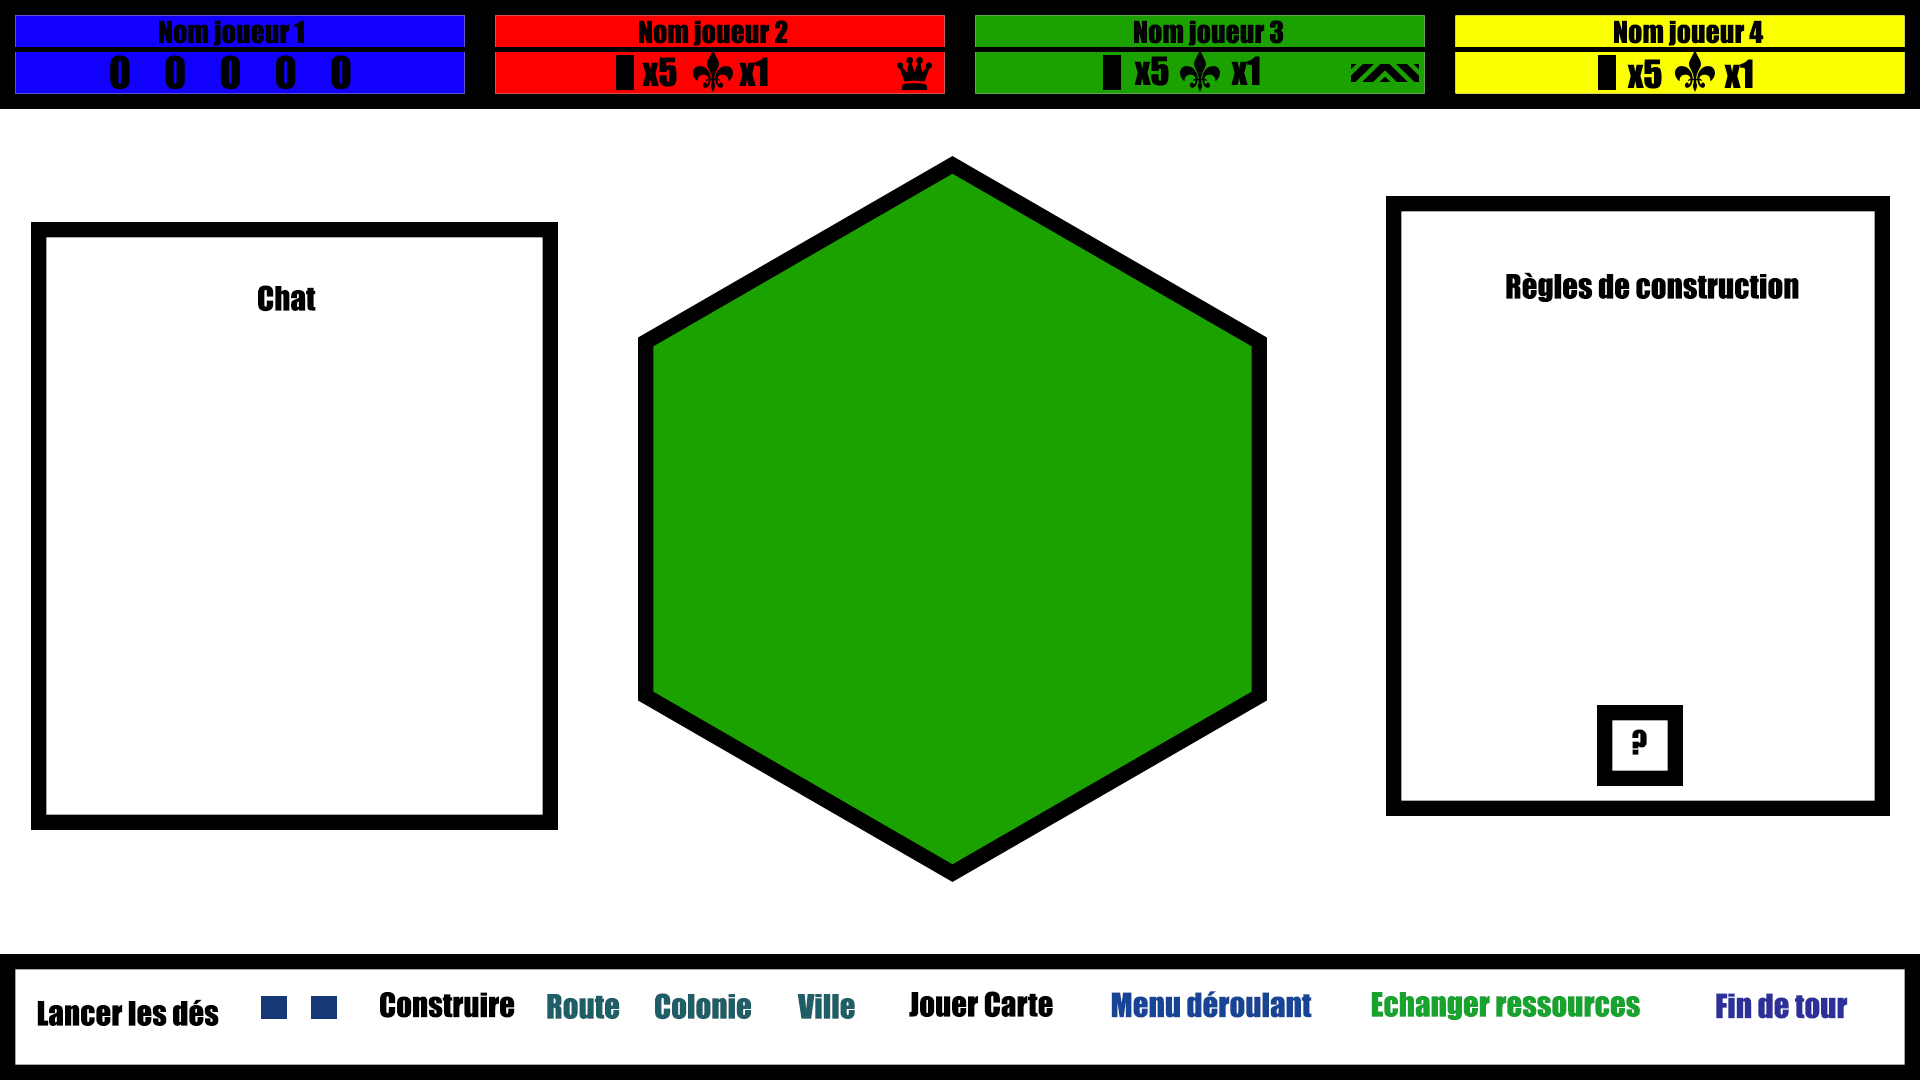 Nom joueur 1
Nom joueur 2
Nom joueur 3
Nom joueur 4
0 0 0 0 0
x5 x1
x5 x1
x5 x1
Chat
Règles de construction
?
Lancer les dés
Construire
Route
Colonie
Ville
Jouer Carte
Menu déroulant
Echanger ressources
Fin de tour